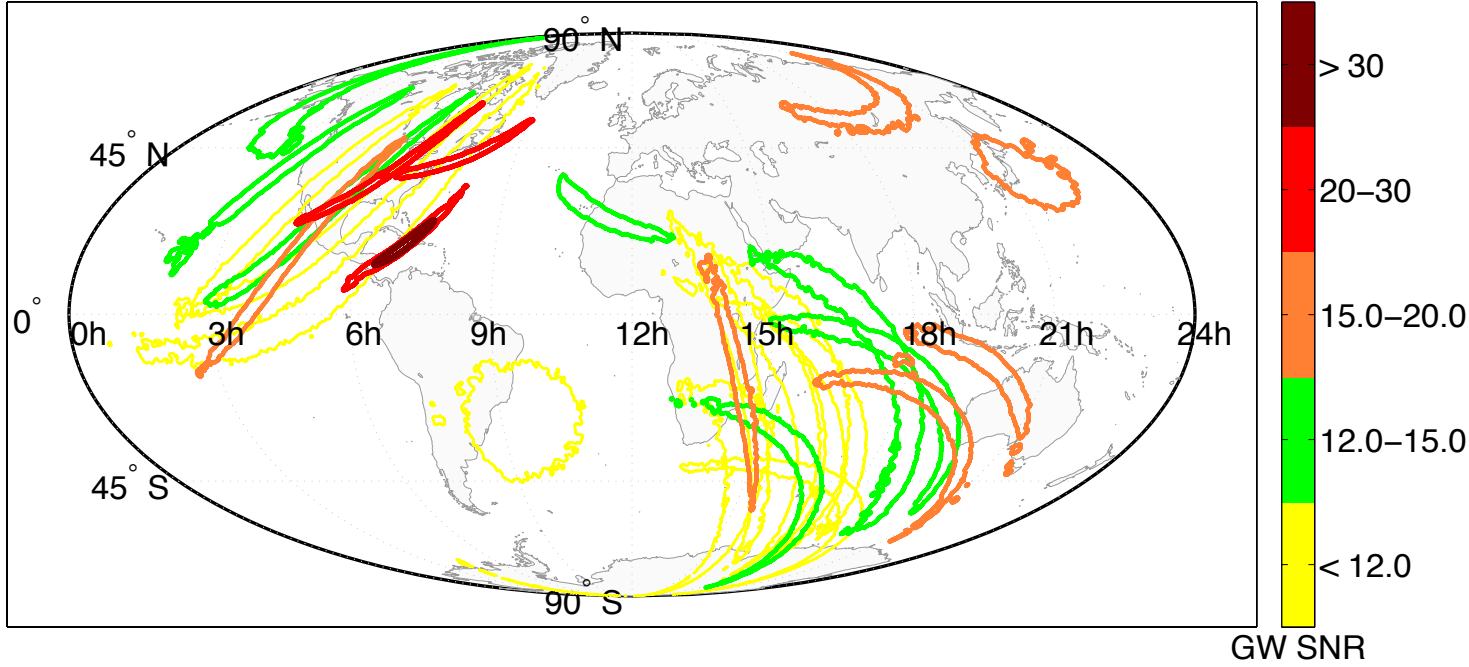 90° N
45° N
0°
0h 3h 6h 9h 12h 15h 18h 21h 24h
45° S
90° S
> 30
20–30
15.0–20.0
12.0–15.0
< 12.0
GW SNR